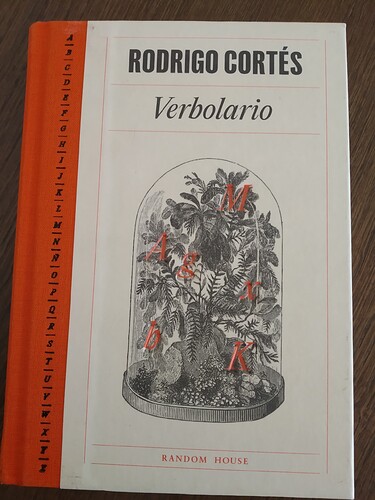 RODRIGO CORTÉS
Verbolario
M
A
g
x
b
K
RANDOM HOUSE
A
B
C
D
E
F
G
H
I
J
K
L
M
N
Ñ
O
P
Q
R
S
T
U
V
W
X
Y
Z